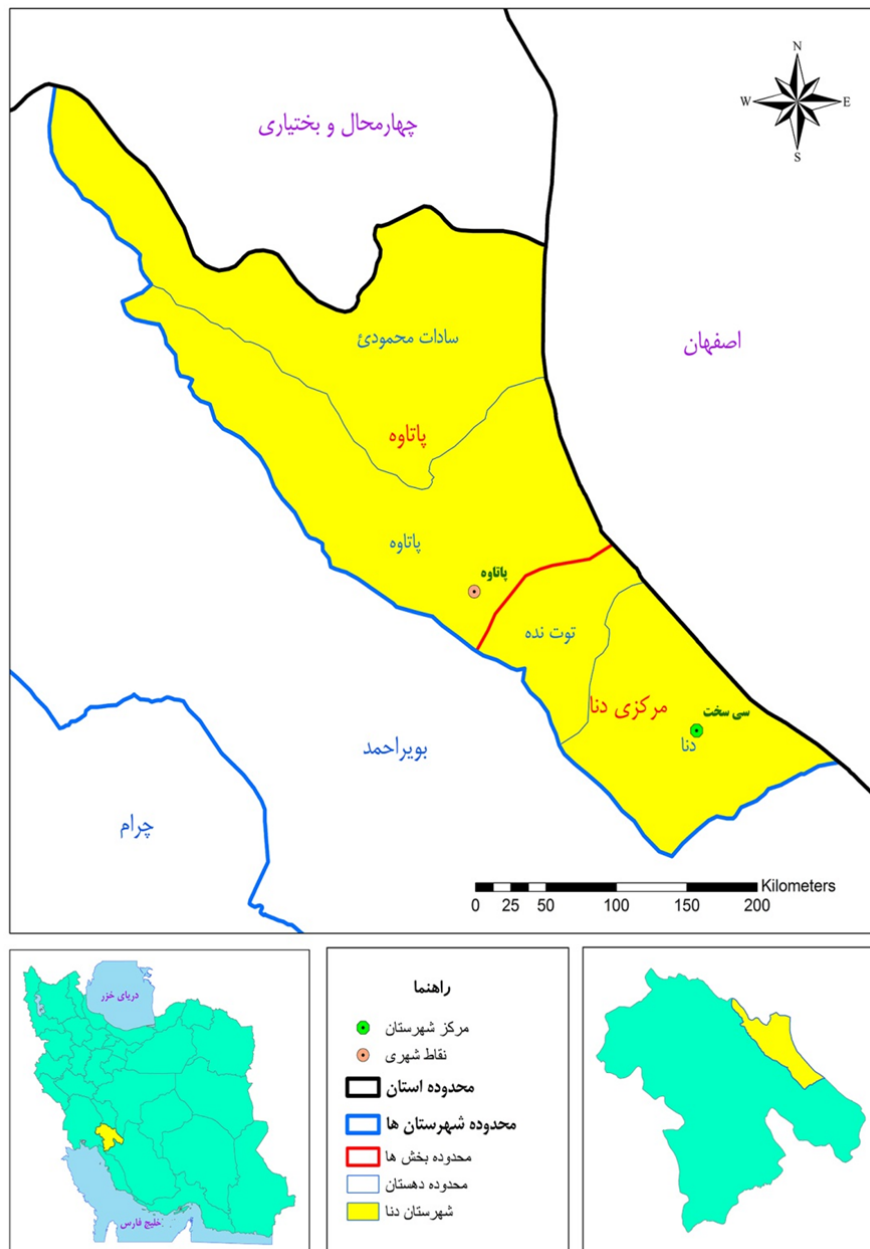 N
W E
S
چهارمحال و بختیاری
اصفهان
سادات محمودئ
پاتاوه
پاتاوه
پاتاوه
توت نده
مرکزی دنا
سی سخت
دنا
بویراحمد
چرام
Kilometers
0 25 50 100 150 200
دریای خزر
خلیج فارس
راهنما
مرکز شهرستان
نقاط شهری
محدوده استان
محدوده شهرستان ها
محدوده بخش ها
محدوده دهستان
شهرستان دنا